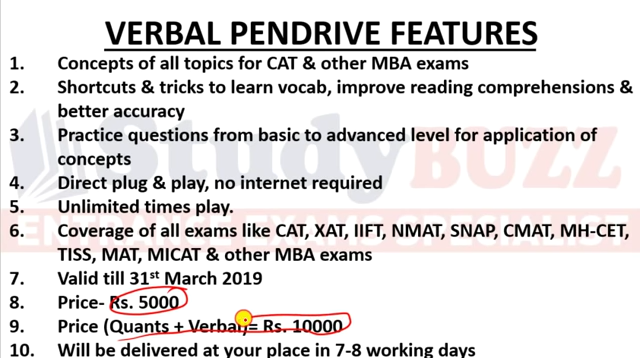 VERBAL PENDRIVE FEATURES
1. Concepts of all topics for CAT & other MBA exams
2. Shortcuts & tricks to learn vocab, improve reading comprehensions &
better accuracy
3. Practice questions from basic to advanced level for application of
concepts
4. Direct plug & play, no internet required
5. Unlimited times play.
6. Coverage of all exams like CAT, XAT, IIFT, NMAT, SNAP, CMAT, MH-CET,
TISS, MAT, MICAT & other MBA exams
7. Valid till 31st March 2019
8. Price- Rs. 5000
9. Price (Quants + Verbal)= Rs. 10000
10. Will be delivered at your place in 7-8 working days
StudyBUZZ
ENTRANCE EXAMS SPECIALIST